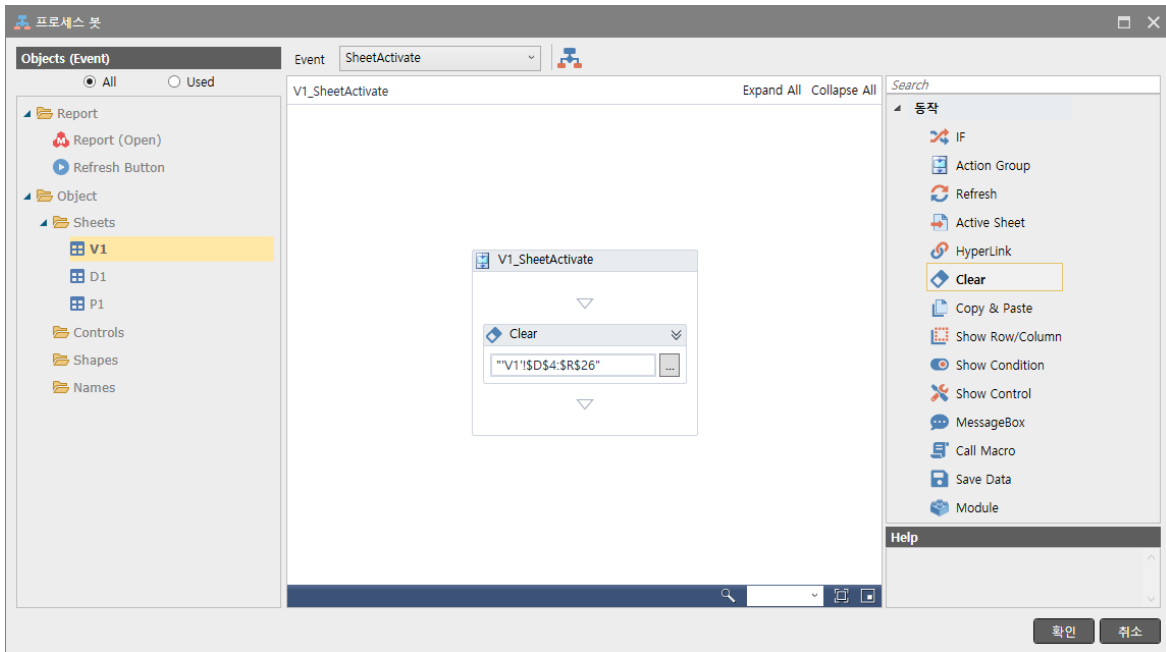 프로세스 봇
Objects (Event)
All
Used
Report
Report (Open)
Refresh Button
Object
Sheets
V1
D1
P1
Controls
Shapes
Names
Event
SheetActivate
V1_SheetActivate
Expand All
Collapse All
V1_SheetActivate
Clear
"'V1'!$D$4:$R$26"
...
Search
동작
IF
Action Group
Refresh
Active Sheet
HyperLink
Clear
Copy & Paste
Show Row/Column
Show Condition
Show Control
MessageBox
Call Macro
Save Data
Module
Help
확인
취소